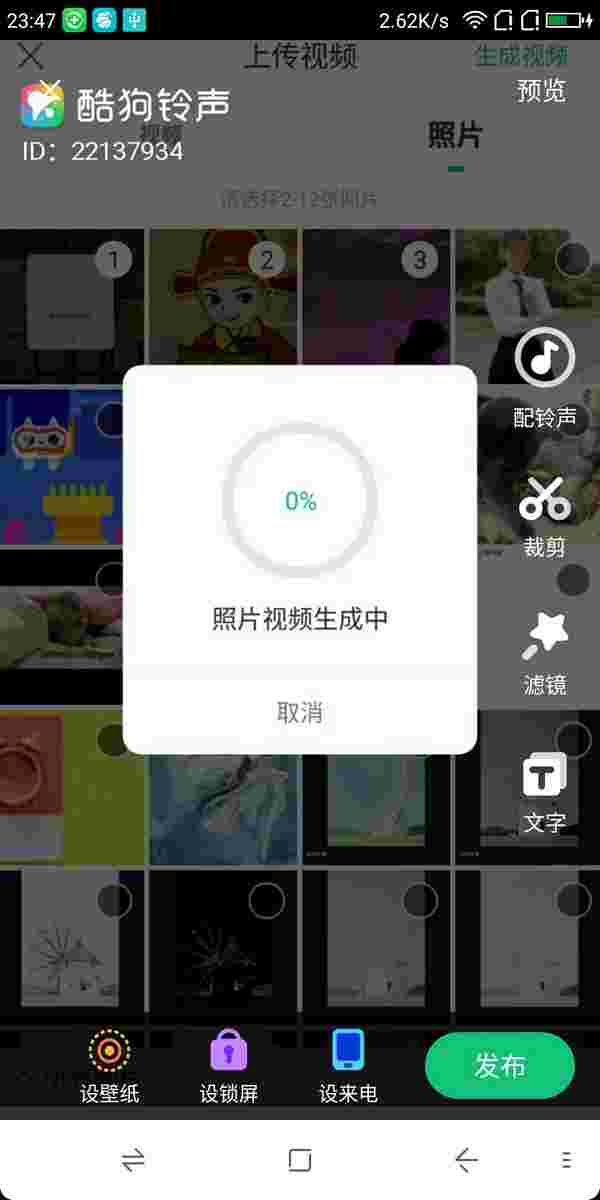 23:47
2.62K/s
上传视频
生成视频
酷狗铃声
预览
ID：22137934
视频
照片
请选择2-12张照片
1
2
3
配铃声
0%
裁剪
照片视频生成中
滤镜
取消
文字
设壁纸
设锁屏
设来电
发布